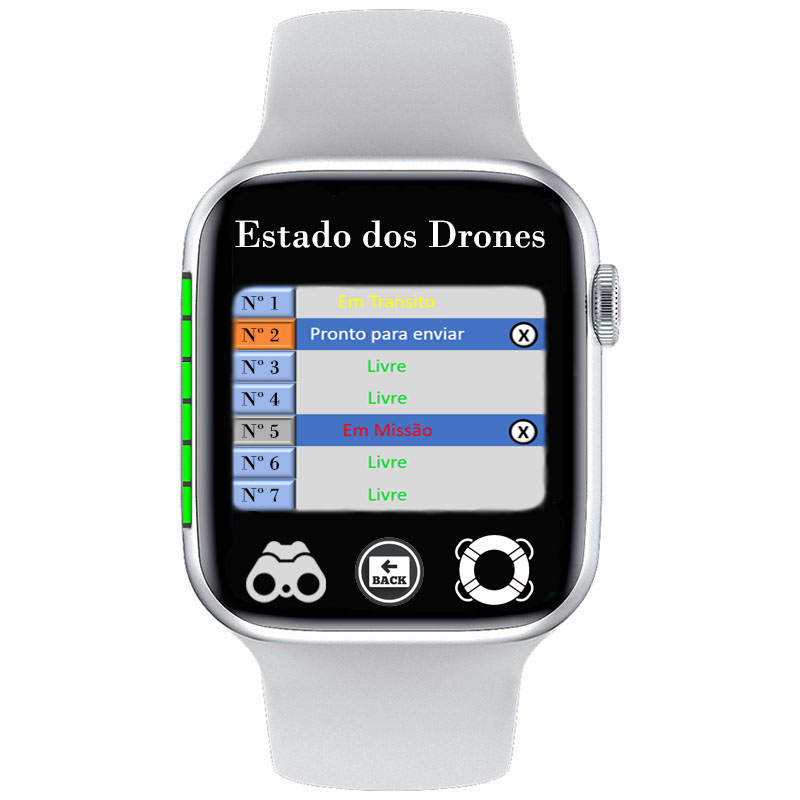 Estado dos Drones
Nº 1 Em Transito
Nº 2 Pronto para enviar X
Nº 3 Livre
Nº 4 Livre
Nº 5 Em Missão X
Nº 6 Livre
Nº 7 Livre
BACK